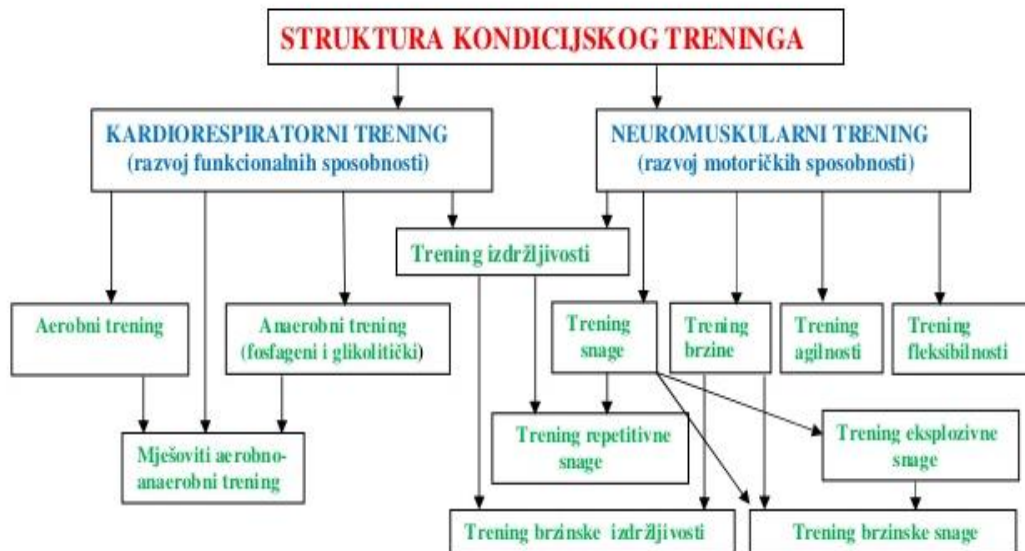 STRUKTURA KONDICIJSKOG TRENINGA
KARDIORESPIRATORNI TRENING
(razvoj funkcionalnih sposobnosti)
NEUROMUSKULARNI TRENING
(razvoj motoričkih sposobnosti)
Trening izdržljivosti
Aerobni trening
Anaerobni trening
(fosfageni i glikolitički)
Trening
snage
Trening
brzine
Trening
agilnosti
Trening
fleksibilnosti
Mješoviti aerobno-
anaerobni trening
Trening repetitivne
snage
Trening eksplozivne
snage
Trening brzinske izdržljivosti
Trening brzinske snage